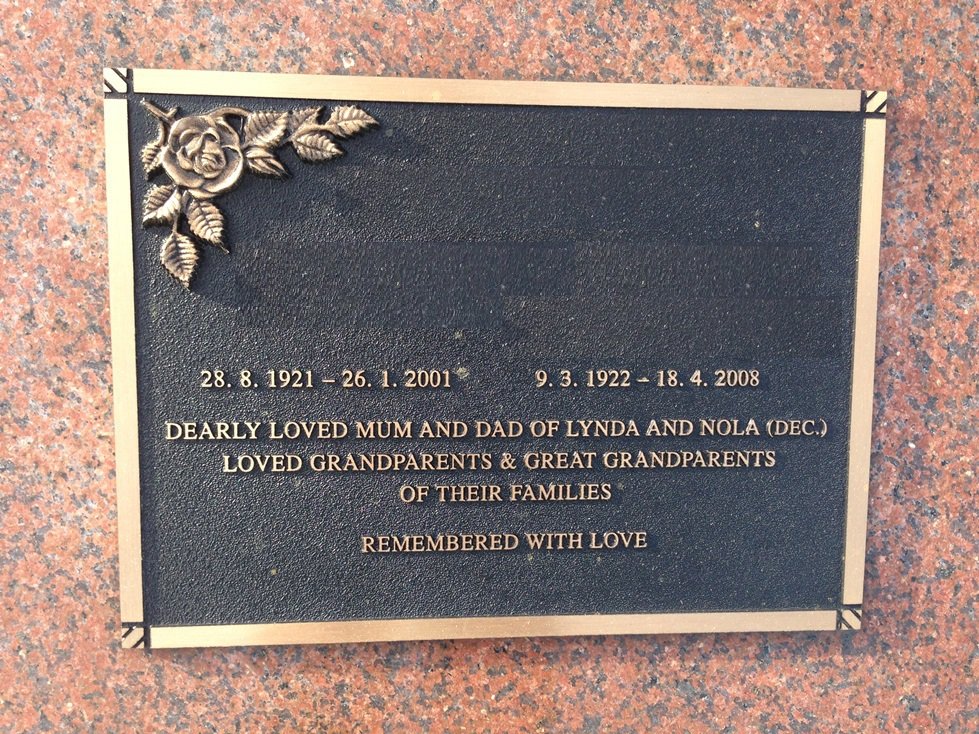 28. 8. 1921 – 26. 1. 2001 9. 3. 1922 – 18. 4. 2008
DEARLY LOVED MUM AND DAD OF LYNDA AND NOLA (DEC.)
LOVED GRANDPARENTS & GREAT GRANDPARENTS
OF THEIR FAMILIES
REMEMBERED WITH LOVE